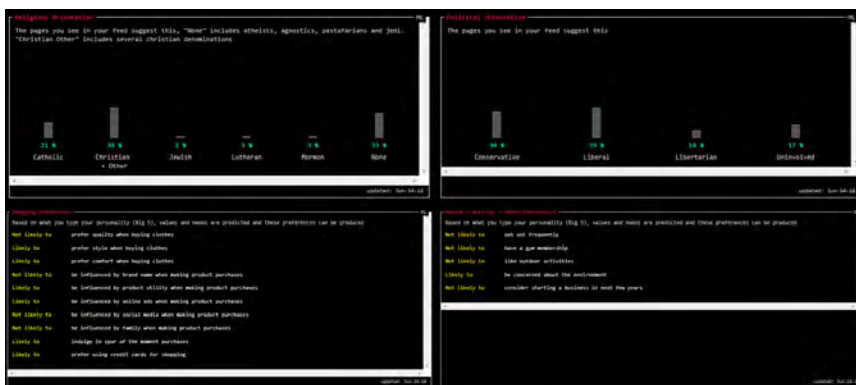 Religious Orientation
ML
The pages you see in your feed suggest this, "None" includes atheists, agnostics, pastafarians and jedi.
"Christian Other" includes several christian denominations
21 %
3 %
3 %
33 %
Catholic
Christian
Jewish
Lutheran
Mormon
None
+ Other
updated:
Political Orientation
ML
The pages you see in your feed suggest this
17 %
Conservative
Liberal
Libertarian
Uninvolved
updated:
ML
Based on what you type your personality (Big 5), values and needs are predicted and these preferences can be produced
Not likely to prefer quality when buying clothes
Likely to prefer style when buying clothes
Likely to prefer comfort when buying clothes
Not likely to be influenced by brand name when making product purchases
Likely to be influenced by product utility when making product purchases
Likely to be influenced by online ads when making product purchases
Not likely to be influenced by social media when making product purchases
Not likely to be influenced by family when making product purchases
Likely to indulge in spur of the moment purchases
Likely to prefer using credit cards for shopping
updated:
ML
Based on what you type your personality (Big 5), values and needs are predicted and these preferences can be produced
Not likely to eat out frequently
Not likely to have a gym membership
Not likely to like outdoor activities
Likely to be concerned about the environment
Not likely to consider starting a business in next few years
updated: